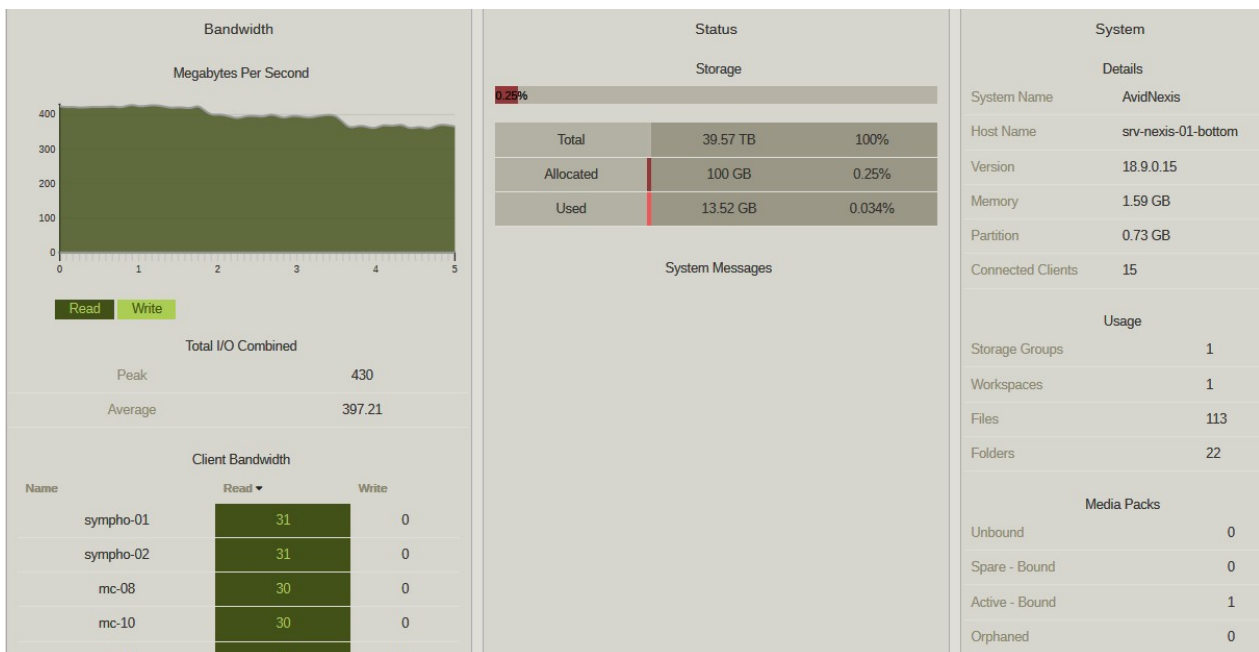 Bandwidth
Megabytes Per Second
400
300
200
100
0
0 1 2 3 4 5
Read Write
Total I/O Combined
Peak 430
Average 397.21
Client Bandwidth
Name Read Write
sympho-01 31 0
sympho-02 31 0
mc-08 30 0
mc-10 30 0
Status
Storage
0.25%
Total 39.57 TB 100%
Allocated 100 GB 0.25%
Used 13.52 GB 0.034%
System Messages
System
Details
System Name AvidNexis
Host Name srv-nexis-01-bottom
Version 18.9.0.15
Memory 1.59 GB
Partition 0.73 GB
Connected Clients 15
Usage
Storage Groups 1
Workspaces 1
Files 113
Folders 22
Media Packs
Unbound 0
Spare - Bound 0
Active - Bound 1
Orphaned 0